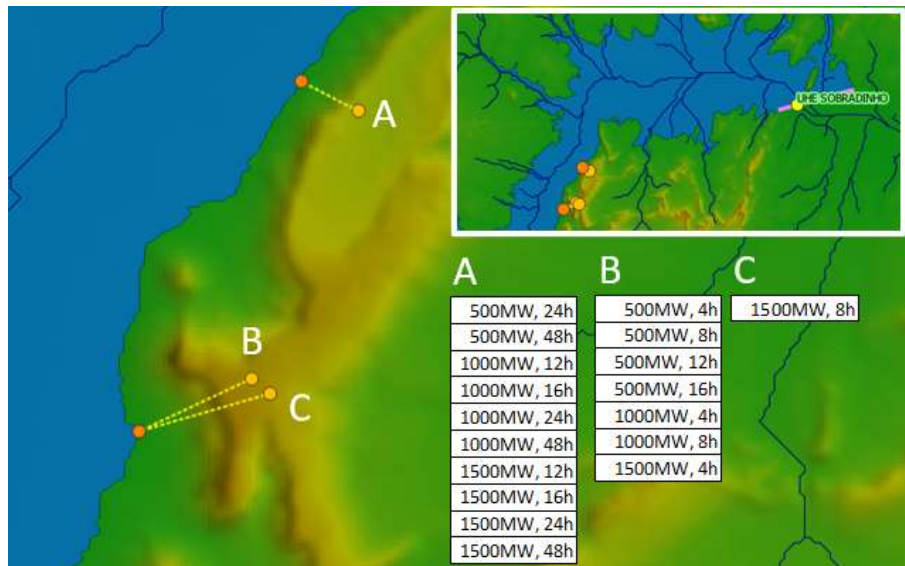 UHE SOBRADINHO
A
B
C
A
500MW, 24h
500MW, 48h
1000MW, 12h
1000MW, 16h
1000MW, 24h
1000MW, 48h
1500MW, 12h
1500MW, 16h
1500MW, 24h
1500MW, 48h
B
500MW, 4h
500MW, 8h
500MW, 12h
500MW, 16h
1000MW, 4h
1000MW, 8h
1500MW, 4h
C
1500MW, 8h